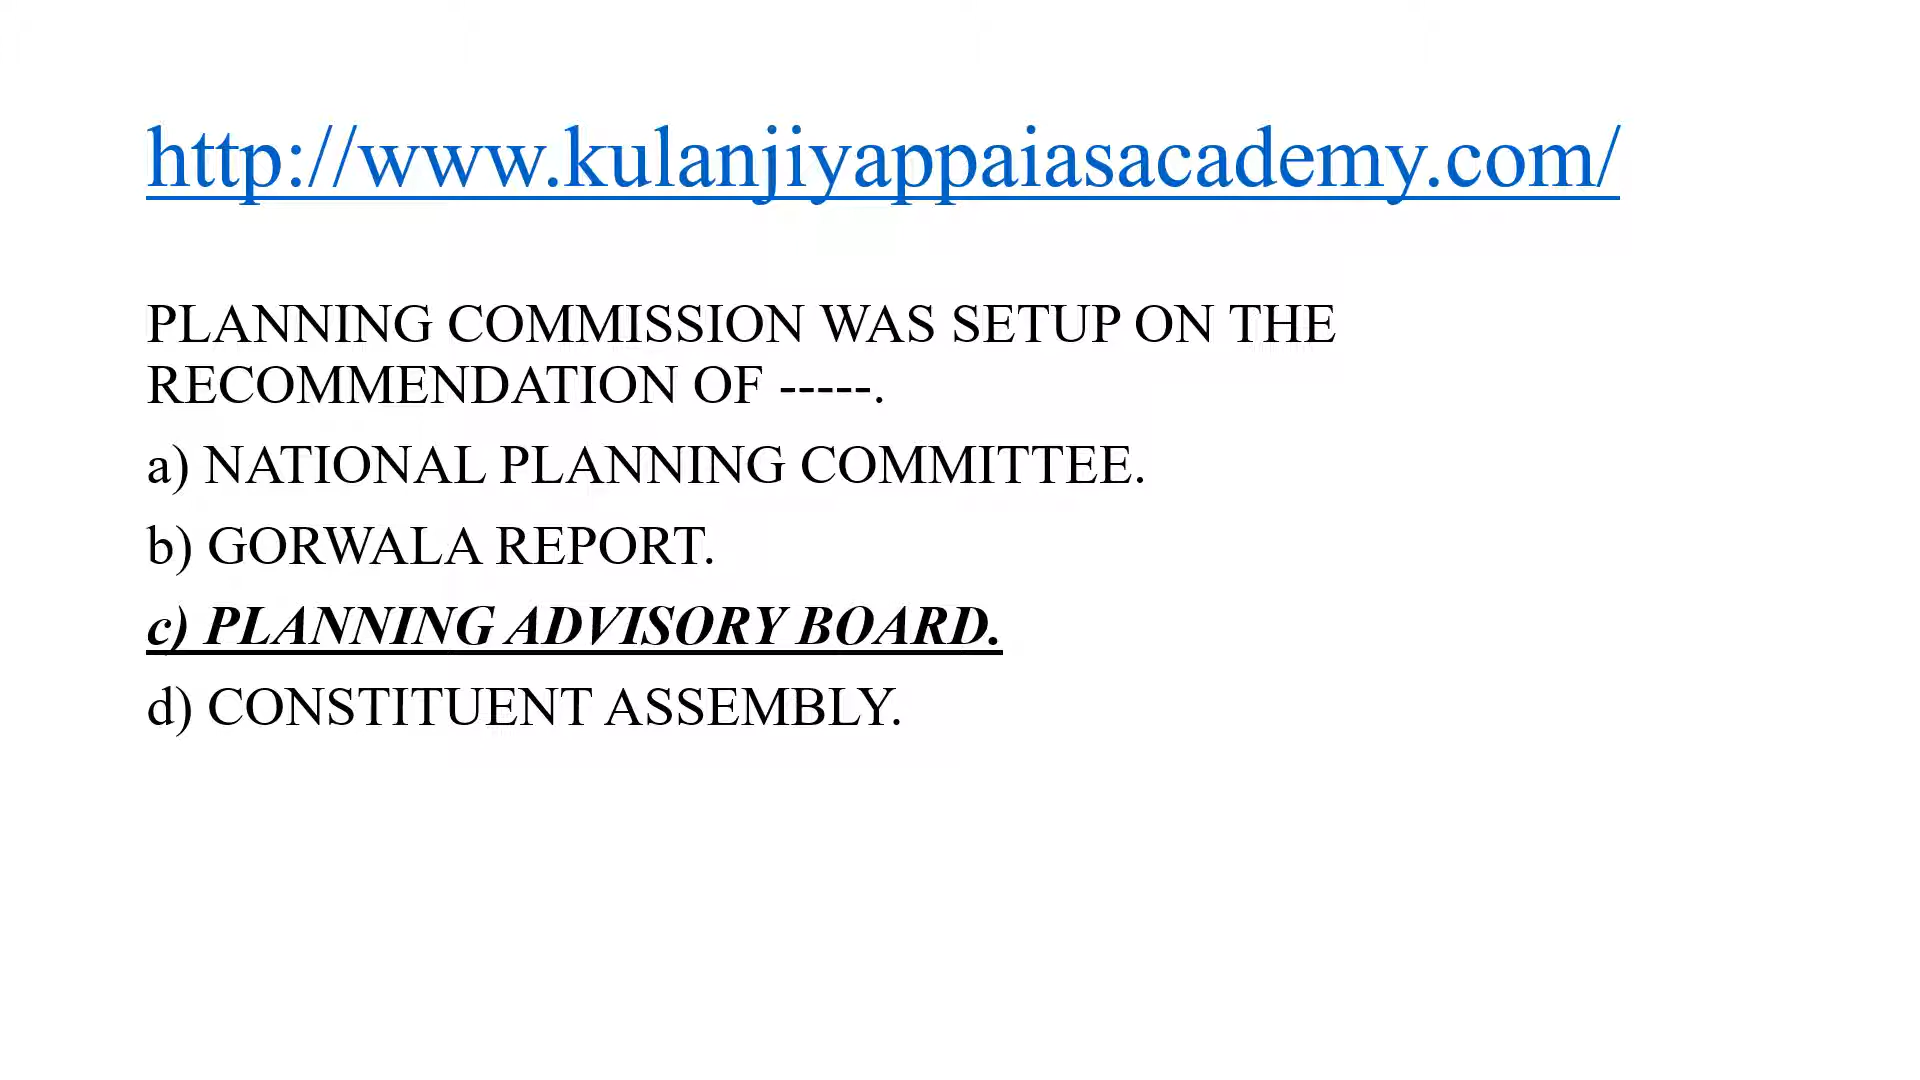 http://www.kulanjiyappaiasacademy.com/
PLANNING COMMISSION WAS SETUP ON THE
RECOMMENDATION OF -----.
a) NATIONAL PLANNING COMMITTEE.
b) GORWALA REPORT.
c) PLANNING ADVISORY BOARD.
d) CONSTITUENT ASSEMBLY.